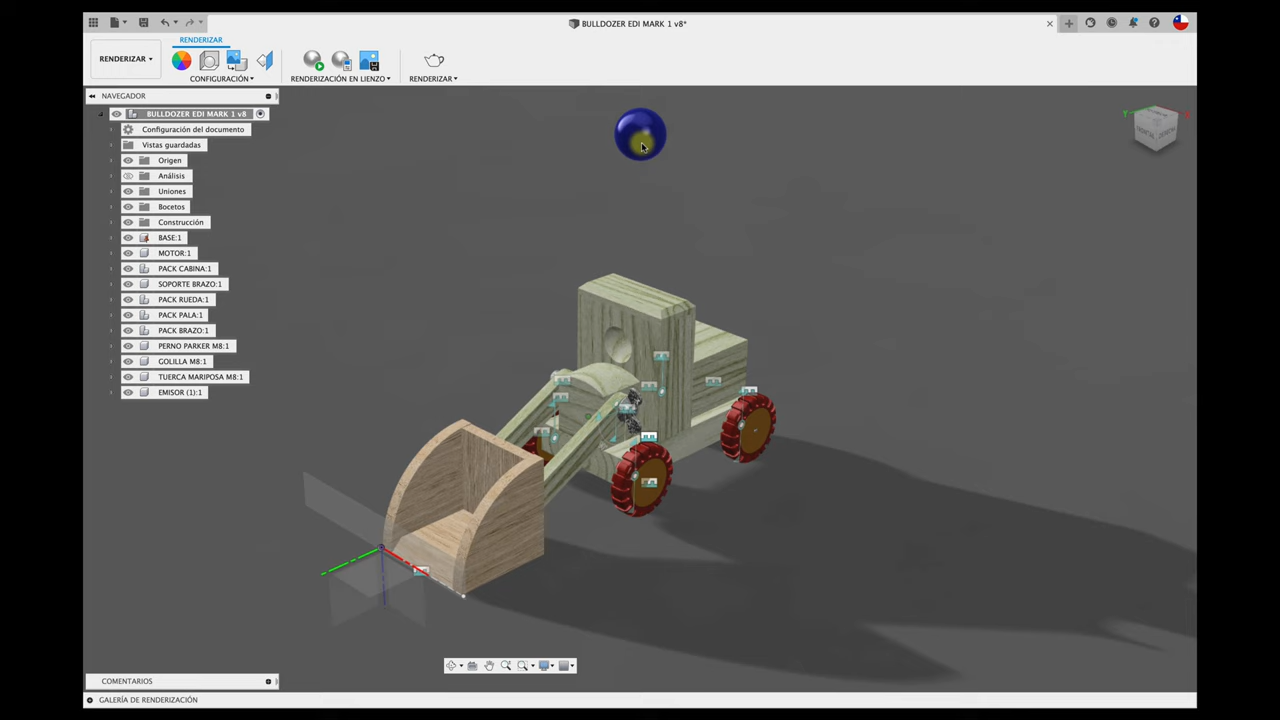 BULLDOZER EDI MARK 1 v8*
RENDERIZAR
RENDERIZAR
CONFIGURACIÓN
RENDERIZACIÓN EN LIENZO
RENDERIZAR
NAVEGADOR
BULLDOZER EDI MARK 1 v8
Configuración del documento
Vistas guardadas
Origen
Análisis
Uniones
Bocetos
Construcción
BASE:1
MOTOR:1
PACK CABINA:1
SOPORTE BRAZO:1
PACK RUEDA:1
PACK PALA:1
PACK BRAZO:1
PERNO PARKER M8:1
GOLILLA M8:1
TUERCA MARIPOSA M8:1
EMISOR (1):1
Y
COMENTARIOS
GALERÍA DE RENDERIZACIÓN